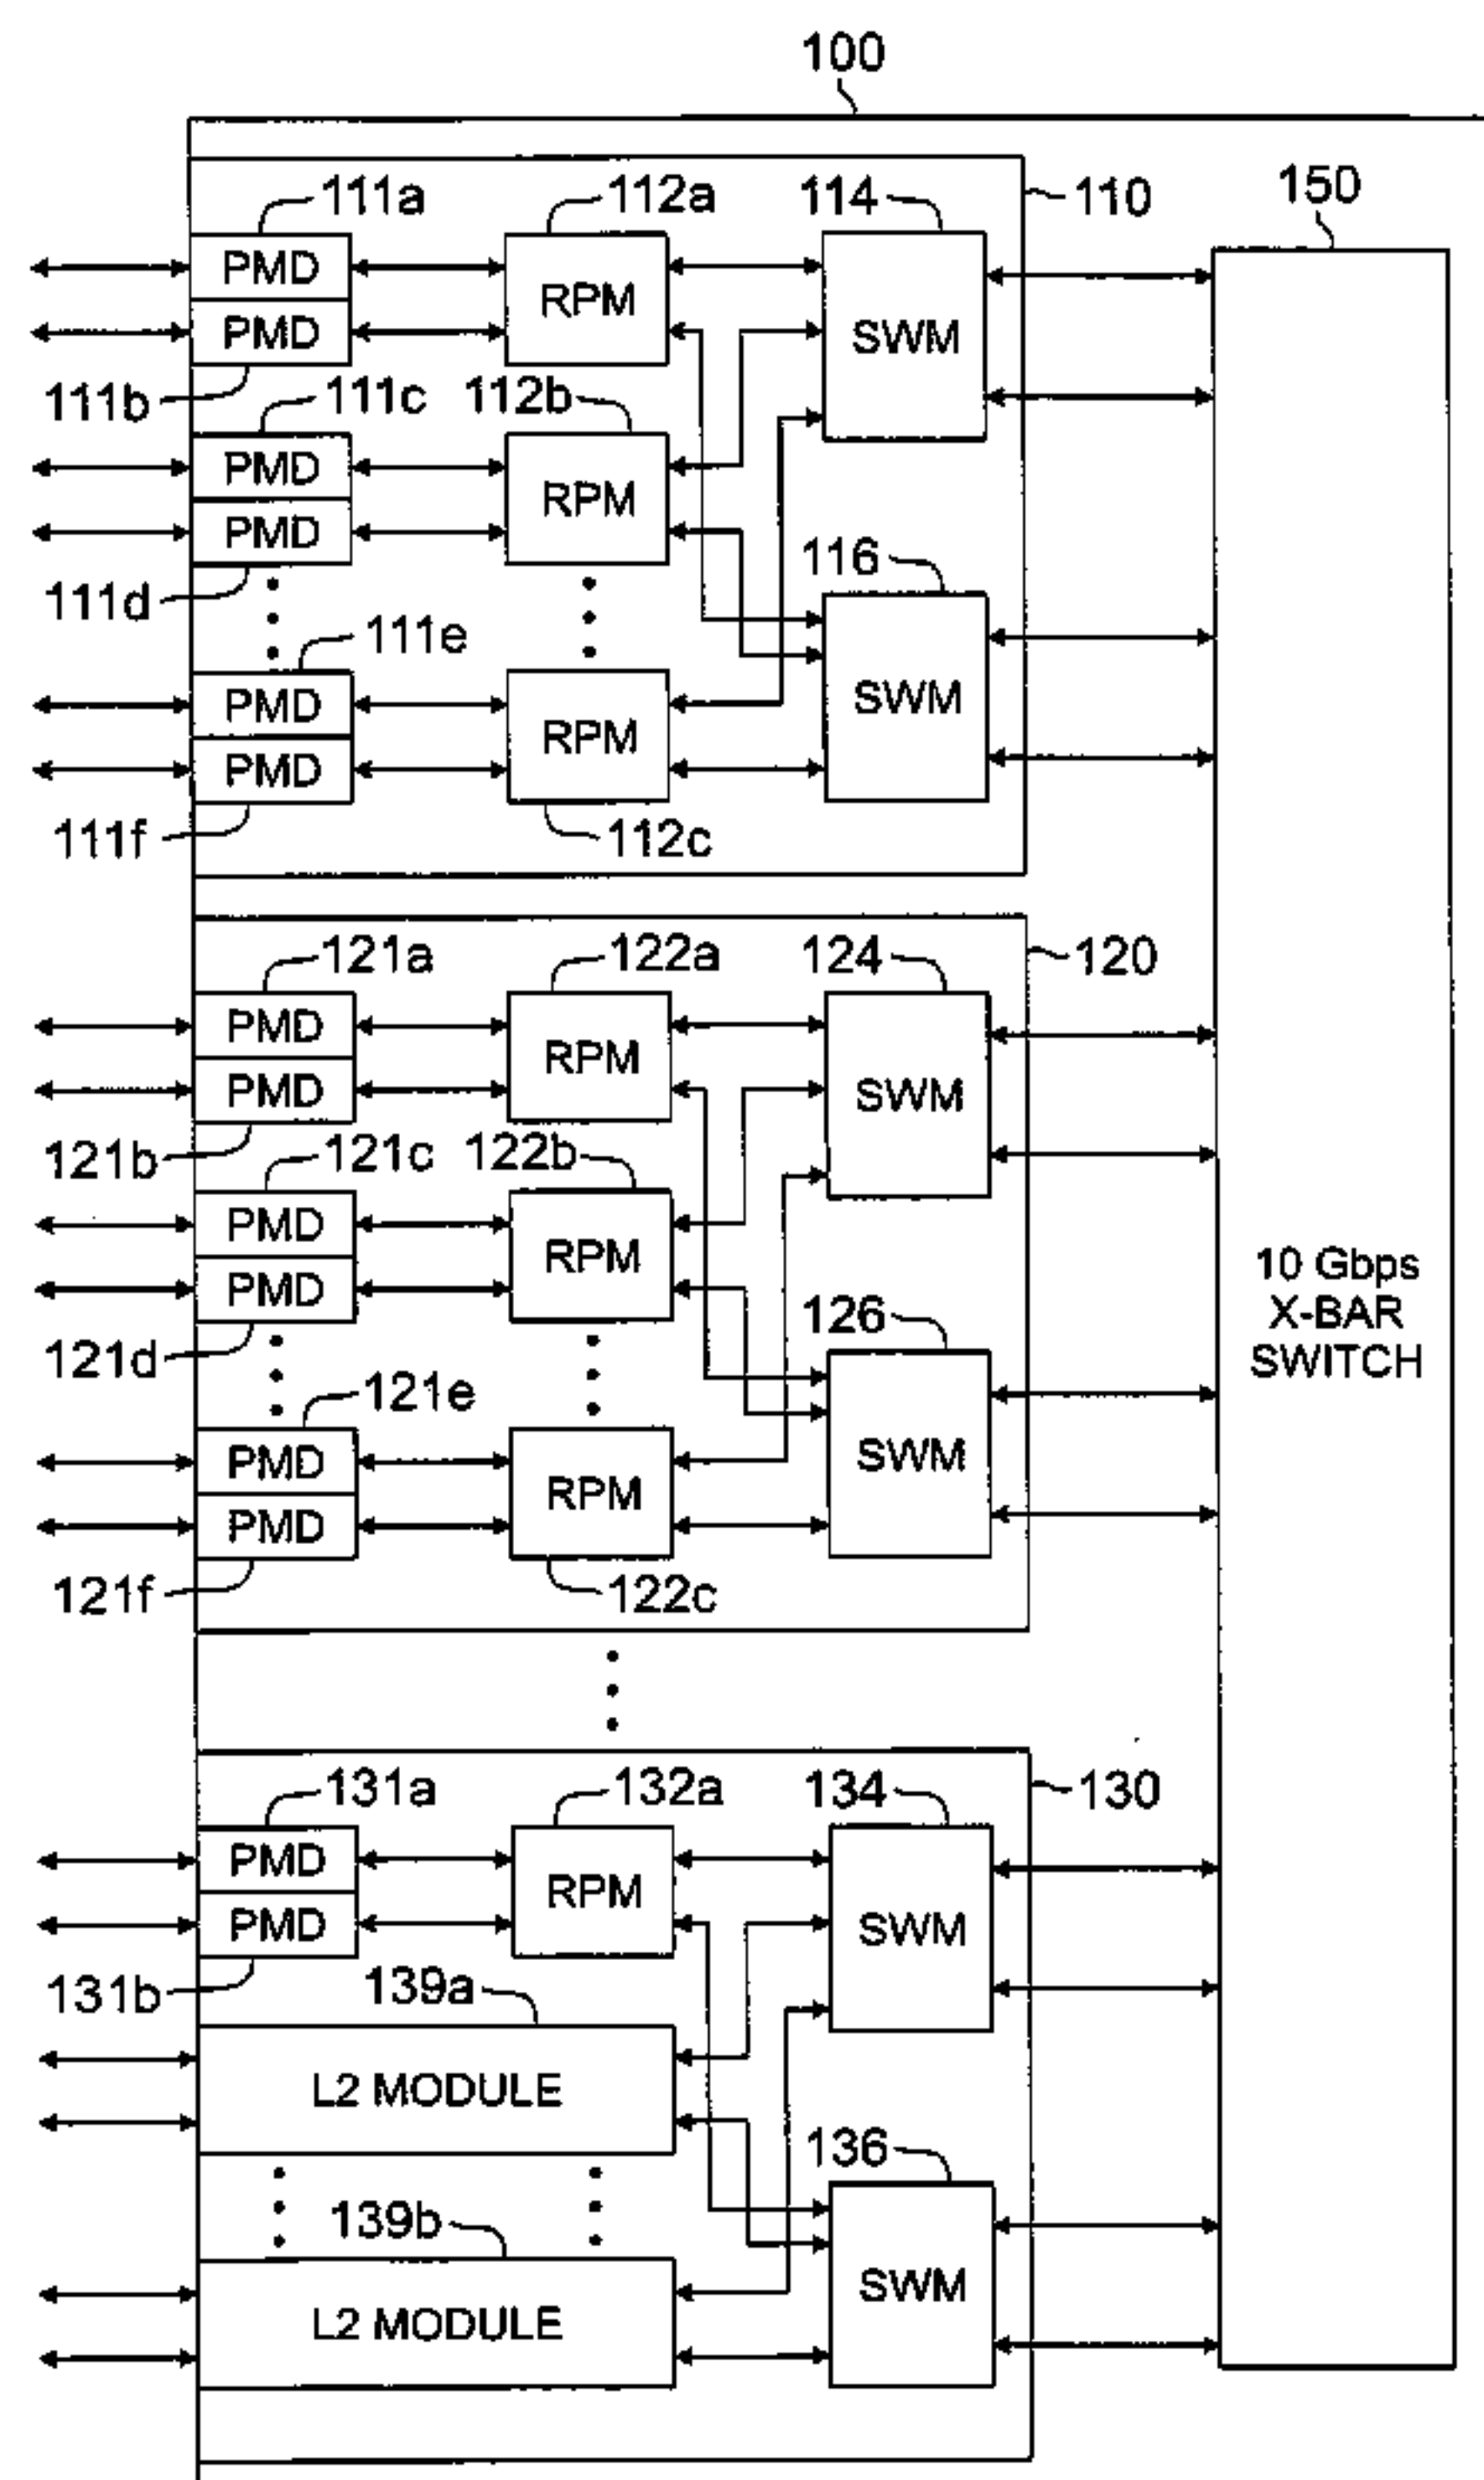 100
110
150
111a
112a
114
PMD
PMD
RPM
SWM
111b
111c
112b
PMD
PMD
RPM
111d
116
111e
PMD
PMD
RPM
SWM
111f
112c
120
121a
122a
124
PMD
PMD
RPM
SWM
121b
121c
122b
PMD
PMD
RPM
121d
126
121e
PMD
PMD
RPM
SWM
121f
122c
10 Gbps
X-BAR
SWITCH
130
131a
132a
134
PMD
PMD
RPM
SWM
131b
139a
L2 MODULE
136
139b
L2 MODULE
SWM